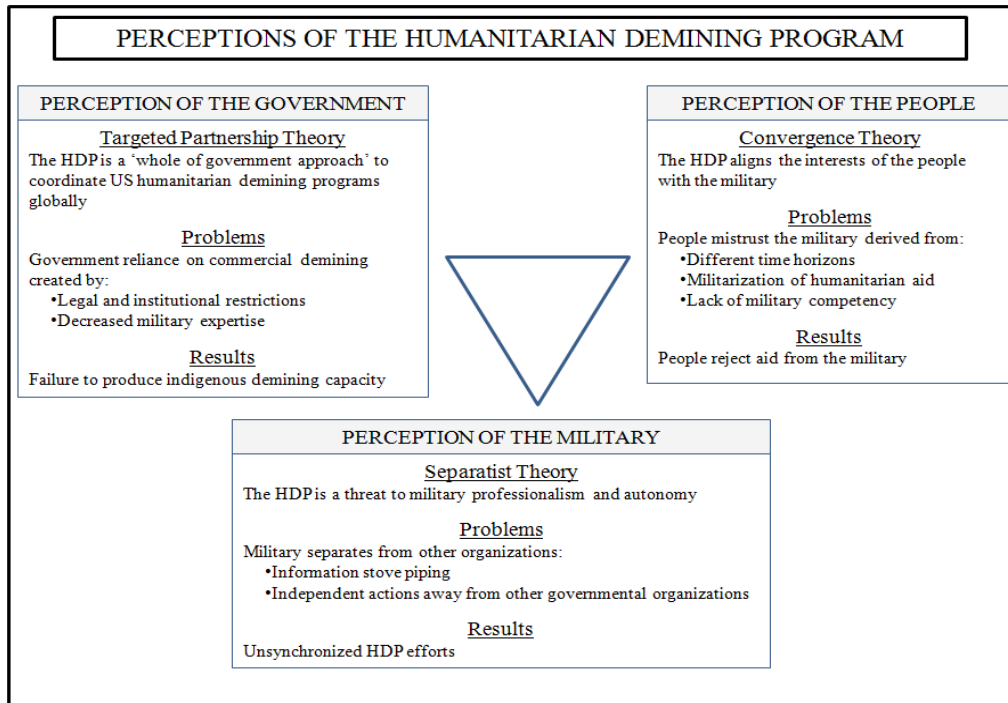 PERCEPTIONS OF THE HUMANITARIAN DEMINING PROGRAM
PERCEPTION OF THE GOVERNMENT
Targeted Partnership Theory
The HDP is a ‘whole of government approach’ to
coordinate US humanitarian demining programs
globally
Problems
Government reliance on commercial demining
created by:
•Legal and institutional restrictions
•Decreased military expertise
Results
Failure to produce indigenous demining capacity
PERCEPTION OF THE PEOPLE
Convergence Theory
The HDP aligns the interests of the people
with the military
Problems
People mistrust the military derived from:
•Different time horizons
•Militarization of humanitarian aid
•Lack of military competency
Results
People reject aid from the military
PERCEPTION OF THE MILITARY
Separatist Theory
The HDP is a threat to military professionalism and autonomy
Problems
Military separates from other organizations:
•Information stove piping
•Independent actions away from other governmental organizations
Results
Unsynchronized HDP efforts